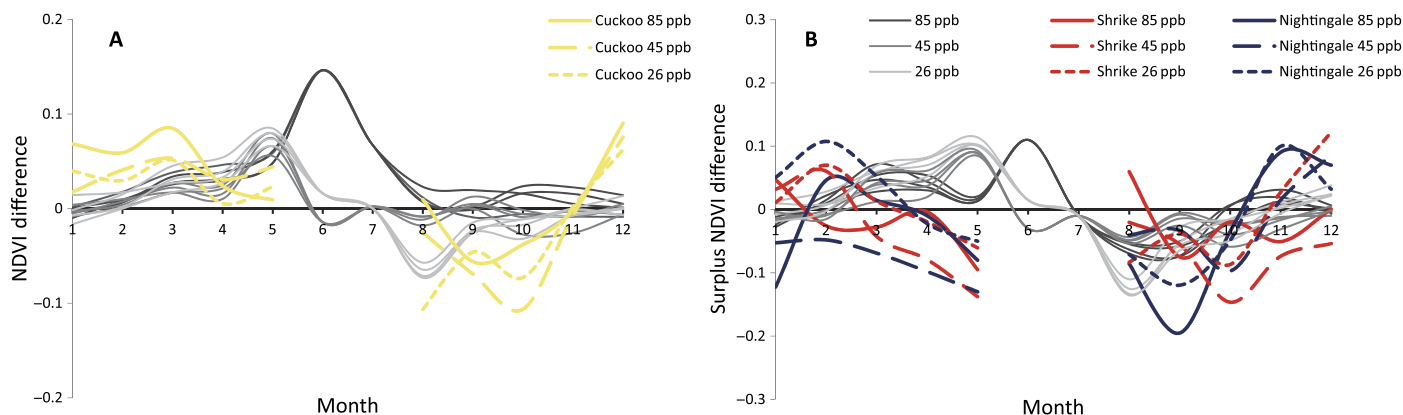 A
NDVI difference
0.2
0.1
0
–0.1
–0.2
1 2 3 4 5 6 7 8 9 10 11 12
Month
Cuckoo 85 ppb
Cuckoo 45 ppb
Cuckoo 26 ppb
B
Surplus NDVI difference
0.3
0.2
0.1
0
–0.1
–0.2
–0.3
1 2 3 4 5 6 7 8 9 10 11 12
Month
85 ppb
45 ppb
26 ppb
Shrike 85 ppb
Shrike 45 ppb
Shrike 26 ppb
Nightingale 85 ppb
Nightingale 45 ppb
Nightingale 26 ppb